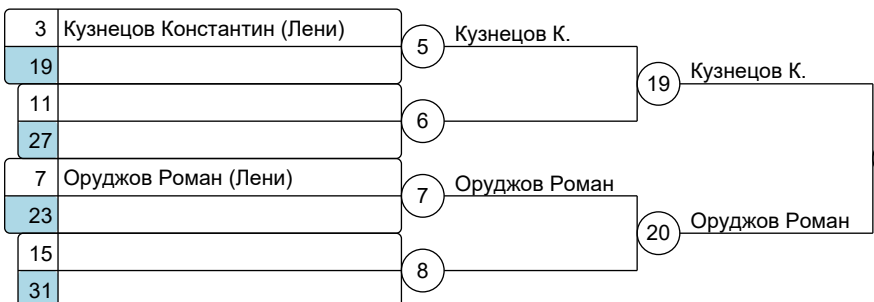 3 Кузнецов Константин (Лени)
19
11
27
7 Оруджов Роман (Лени)
23
15
31
5 Кузнецов К.
6
7 Оруджов Роман
8
19 Кузнецов К.
20 Оруджов Роман